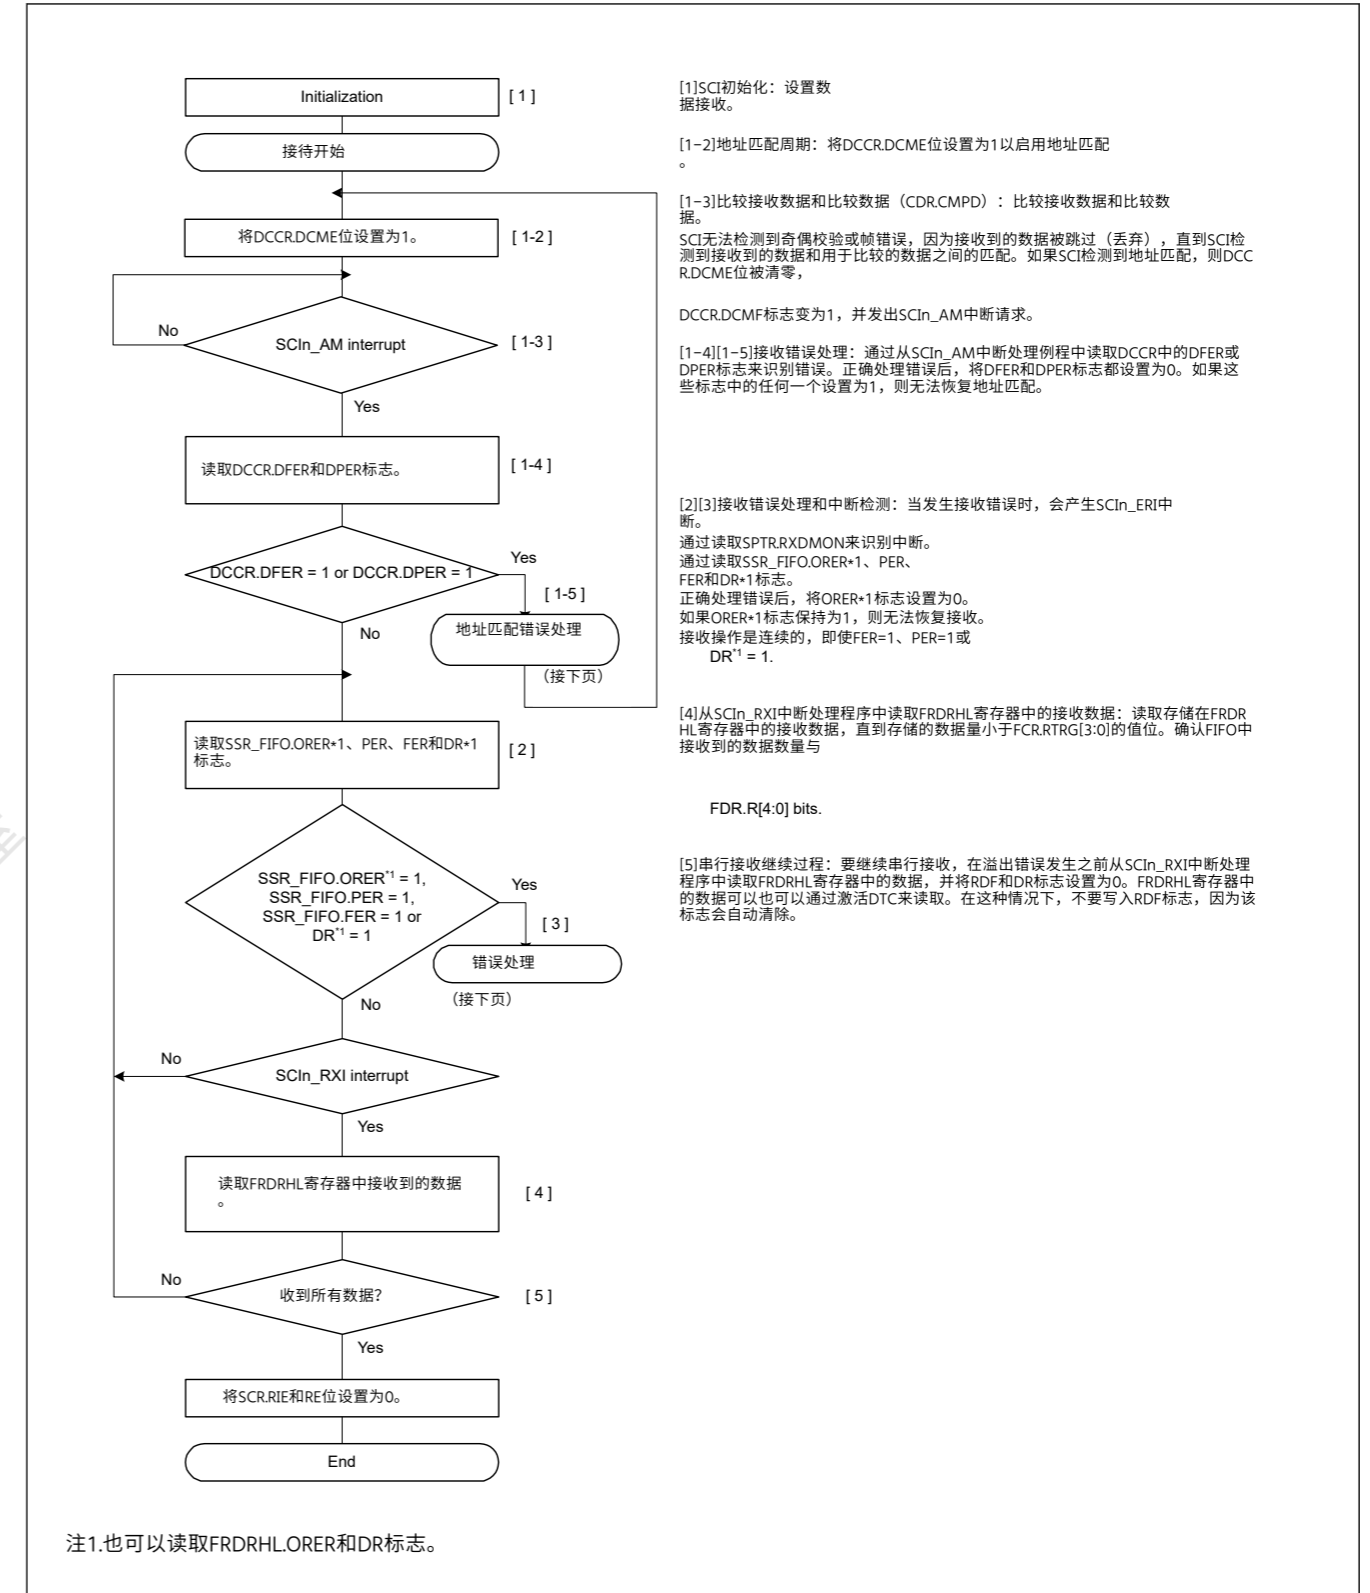 Initialization
[ 1 ]
接待开始
将DCCR.DCME位设置为1。
[ 1-2 ]
No
SCIn_AM interrupt
[ 1-3 ]
Yes
读取DCCR.DFER和DPER标志。
[ 1-4 ]
DCCR.DFER = 1 or DCCR.DPER = 1
Yes
[ 1-5 ]
地址匹配错误处理
No
（接下页）
读取SSR_FIFO.ORER*1、PER、FER和DR*1
标志。
[ 2 ]
SSR_FIFO.ORER*1 = 1,
SSR_FIFO.PER = 1,
SSR_FIFO.FER = 1 or
DR*1 = 1
Yes
[ 3 ]
错误处理
（接下页）
No
No
SCIn_RXI interrupt
Yes
读取FRDRHL寄存器中接收到的数据
。
[ 4 ]
No
收到所有数据？
[ 5 ]
Yes
将SCR.RIE和RE位设置为0。
End
[1]SCI初始化：设置数
据接收。
[1–2]地址匹配周期：将DCCR.DCME位设置为1以启用地址匹配
。
[1–3]比较接收数据和比较数据（CDR.CMPD）：比较接收数据和比较数
据。
SCI无法检测到奇偶校验或帧错误，因为接收到的数据被跳过（丢弃），直到SCI检
测到接收到的数据和用于比较的数据之间的匹配。如果SCI检测到地址匹配，则DCC
R.DCME位被清零，
DCCR.DCMF标志变为1，并发出SCIn_AM中断请求。
[1–4][1–5]接收错误处理：通过从SCIn_AM中断处理例程中读取DCCR中的DFER或
DPER标志来识别错误。正确处理错误后，将DFER和DPER标志都设置为0。如果这
些标志中的任何一个设置为1，则无法恢复地址匹配。
[2][3]接收错误处理和中断检测：当发生接收错误时，会产生SCIn_ERI中
断。
通过读取SPTR.RXDMON来识别中断。
通过读取SSR_FIFO.ORER*1、PER、
FER和DR*1标志。
正确处理错误后，将ORER*1标志设置为0。
如果ORER*1标志保持为1，则无法恢复接收。
接收操作是连续的，即使FER=1、PER=1或
DR*1 = 1.
[4]从SCIn_RXI中断处理程序中读取FRDRHL寄存器中的接收数据：读取存储在FRDR
HL寄存器中的接收数据，直到存储的数据量小于FCR.RTRG[3:0]的值位。确认FIFO中
接收到的数据数量与
FDR.R[4:0] bits.
[5]串行接收继续过程：要继续串行接收，在溢出错误发生之前从SCIn_RXI中断处理
程序中读取FRDRHL寄存器中的数据，并将RDF和DR标志设置为0。FRDRHL寄存器中
的数据可以也可以通过激活DTC来读取。在这种情况下，不要写入RDF标志，因为该
标志会自动清除。
注1.也可以读取FRDRHL.ORER和DR标志。